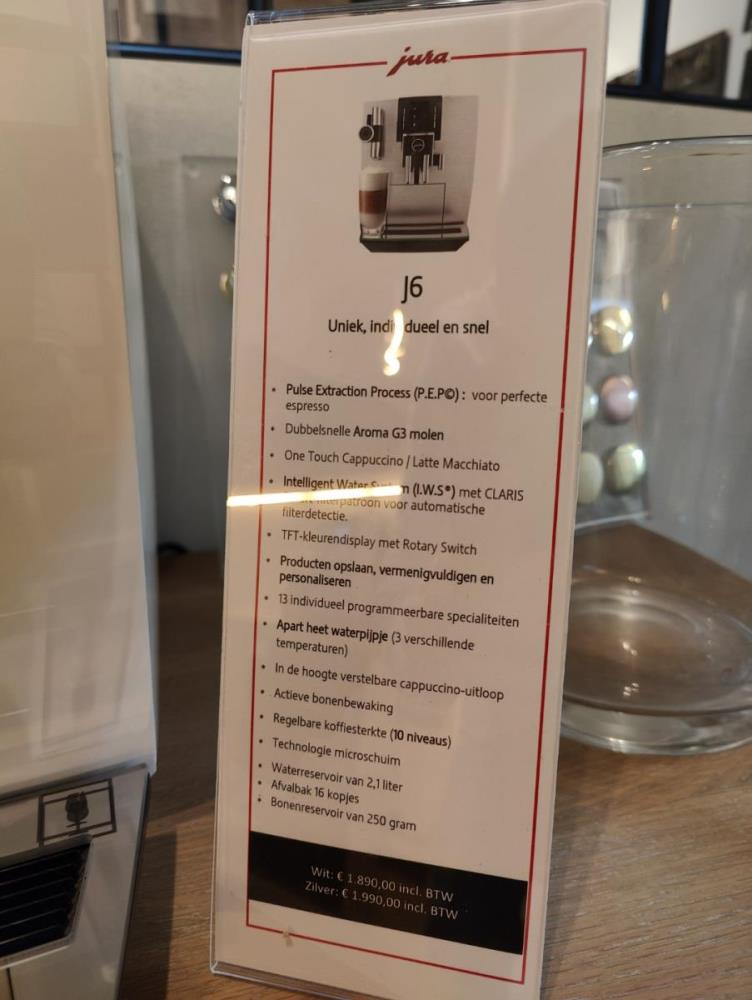 jura
J6
Uniek, individueel en snel
• Pulse Extraction Process (P.E.P©) : voor perfecte
espresso
• Dubbelsnelle Aroma G3 molen
• One Touch Cappuccino / Latte Macchiato
• Intelligent Water System (I.W.S®) met CLARIS
filterpatroon voor automatische
filterdetectie.
• TFT-kleurendisplay met Rotary Switch
• Producten opslaan, vermenigvuldigen en
personaliseren
• 13 individueel programmeerbare specialiteiten
• Apart heet waterpijpje (3 verschillende
temperaturen)
• In de hoogte verstelbare cappuccino-uitloop
• Actieve bonenbewaking
• Regelbare koffiesterkte (10 niveaus)
• Technologie microschuim
• Waterreservoir van 2,1 liter
• Afvalbak 16 kopjes
• Bonenreservoir van 250 gram
Wit: € 1.890,00 incl. BTW
Zilver: € 1.990,00 incl. BTW